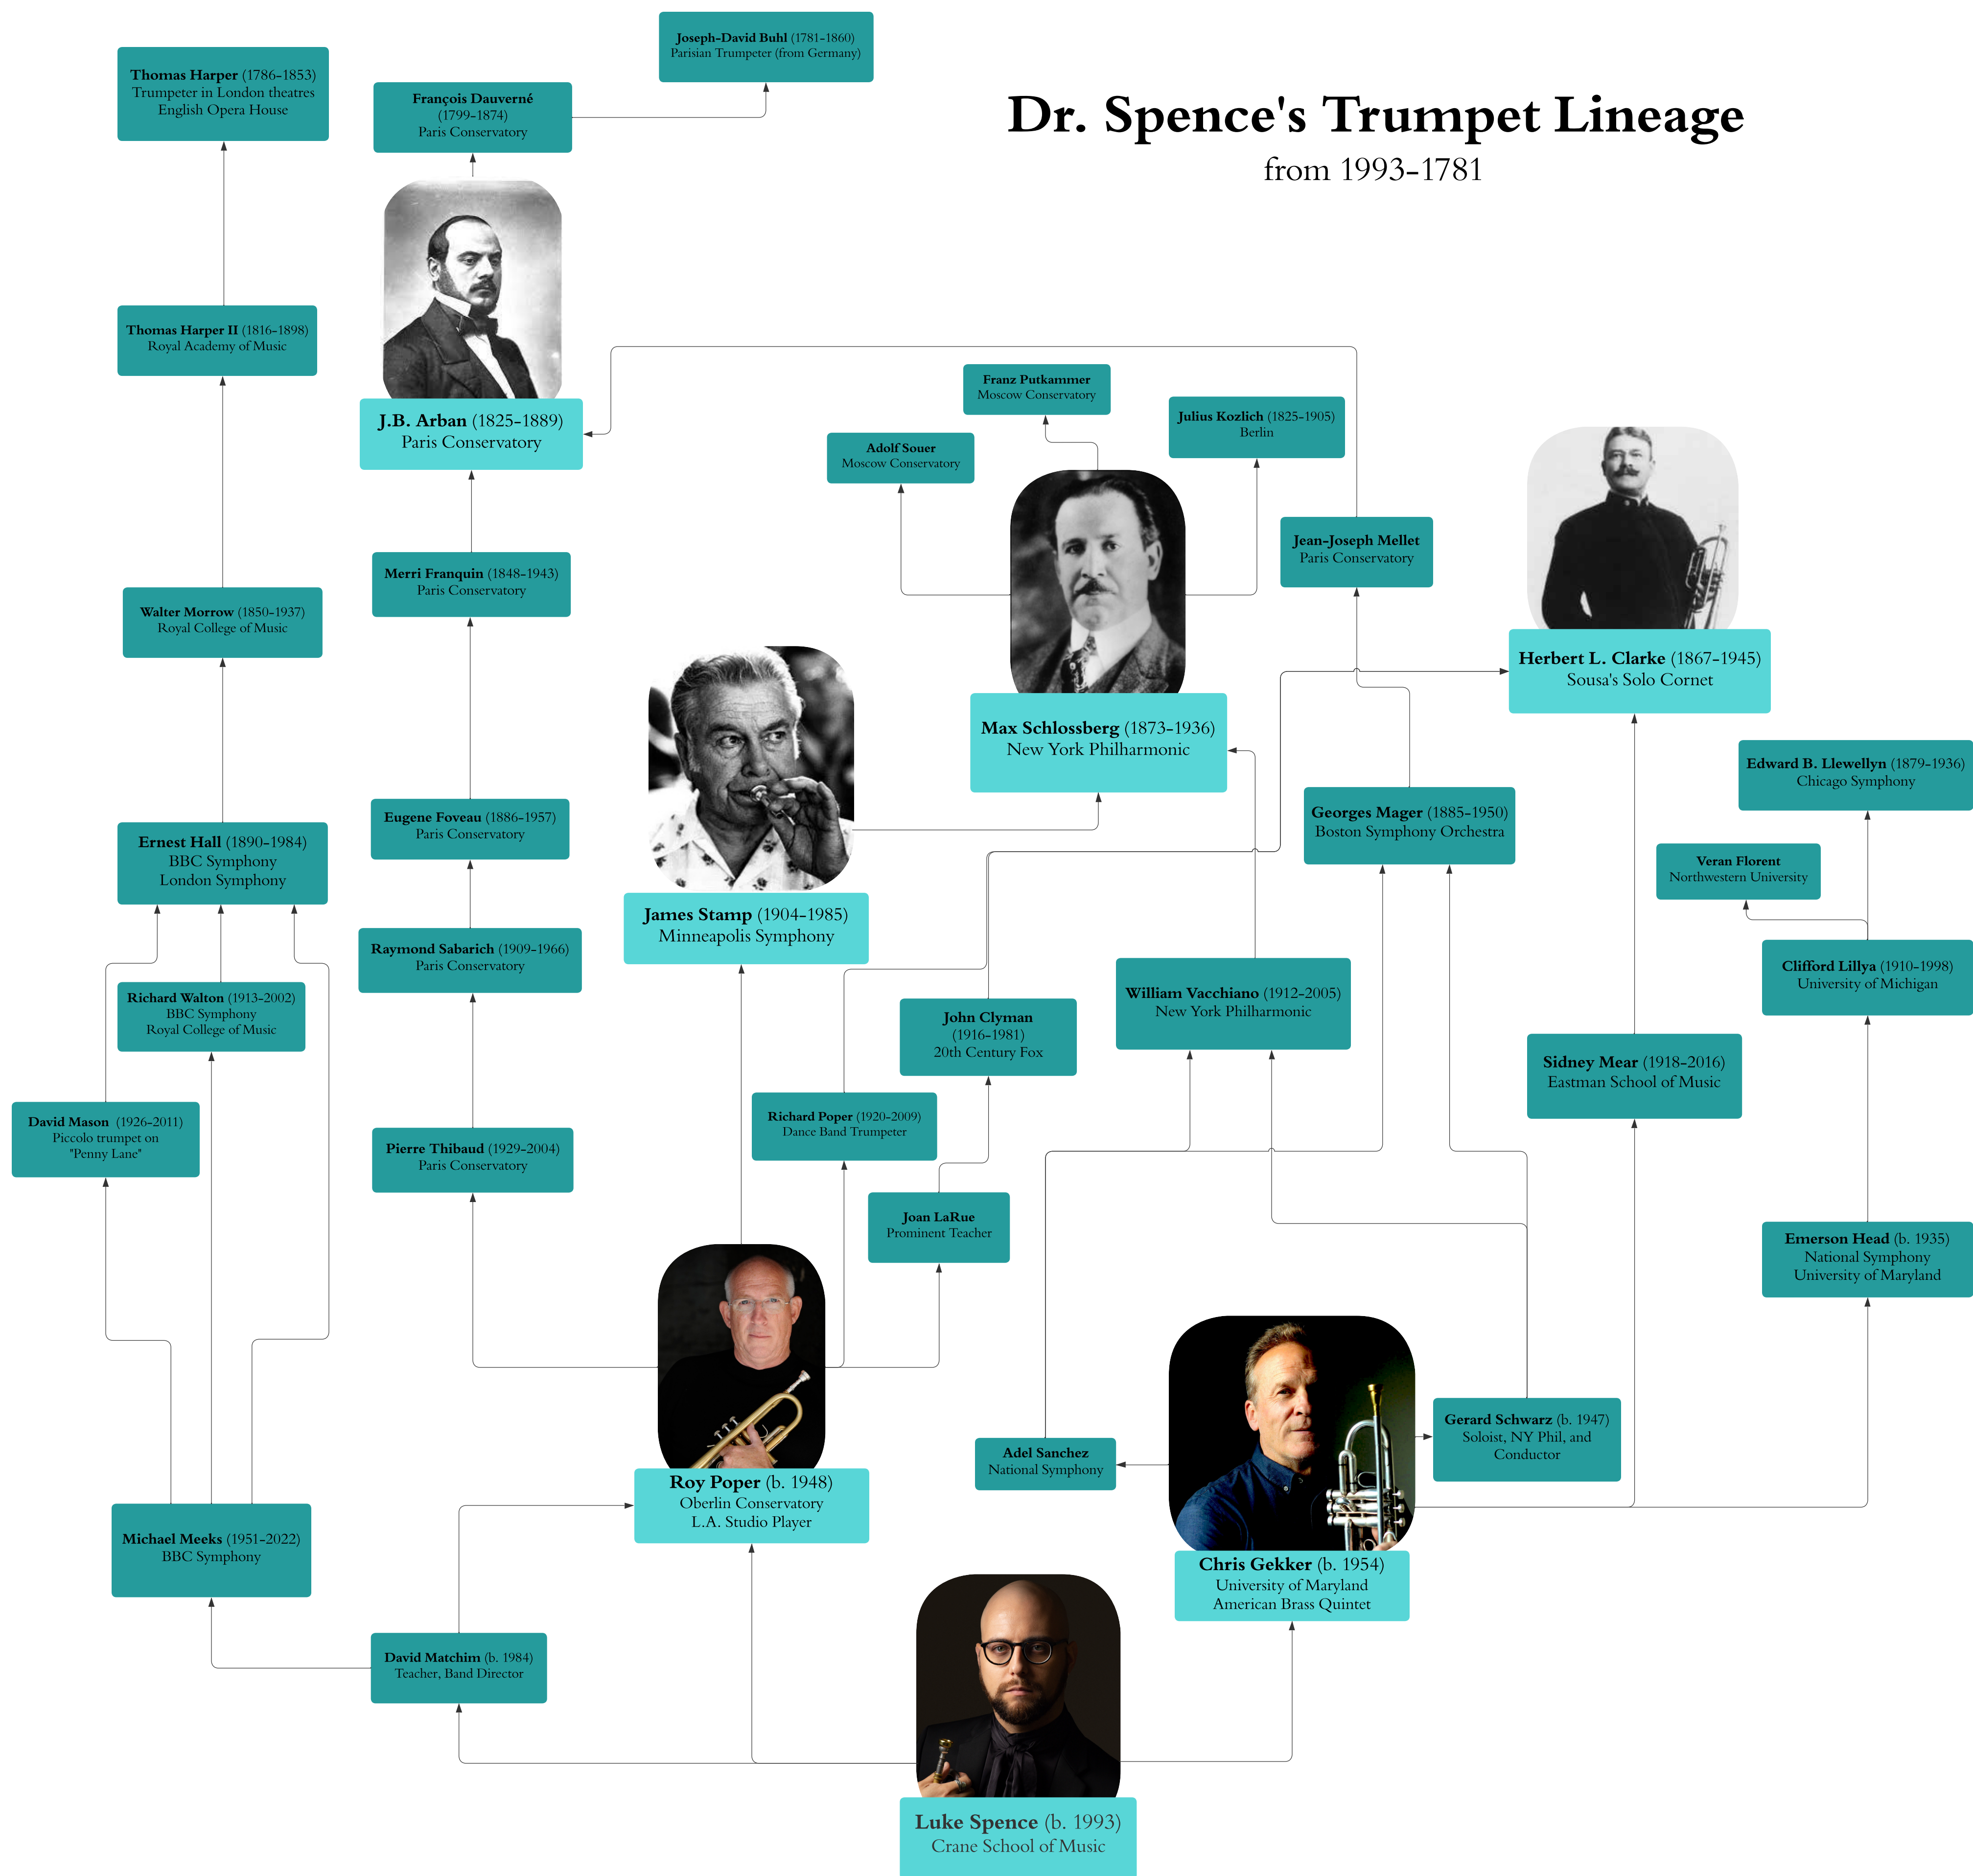 Joseph-David Buhl (1781-1860)
Parisian Trumpeter (from Germany)
Thomas Harper (1786-1853)
Trumpeter in London theatres
English Opera House
François Dauverné
(1799-1874)
Paris Conservatory
Dr. Spence's Trumpet Lineage
from 1993-1781
Thomas Harper II (1816-1898)
Royal Academy of Music
J.B. Arban (1825-1889)
Paris Conservatory
Franz Putkammer
Moscow Conservatory
Julius Kozlich (1825-1905)
Berlin
Adolf Souer
Moscow Conservatory
Jean-Joseph Mellet
Paris Conservatory
Merri Franquin (1848-1943)
Paris Conservatory
Walter Morrow (1850-1937)
Royal College of Music
Herbert L. Clarke (1867-1945)
Sousa's Solo Cornet
Max Schlossberg (1873-1936)
New York Philharmonic
Edward B. Llewellyn (1879-1936)
Chicago Symphony
Georges Mager (1885-1950)
Boston Symphony Orchestra
Eugene Foveau (1886-1957)
Paris Conservatory
Ernest Hall (1890-1984)
BBC Symphony
London Symphony
Veran Florent
Northwestern University
James Stamp (1904-1985)
Minneapolis Symphony
Raymond Sabarich (1909-1966)
Paris Conservatory
Clifford Lillya (1910-1998)
University of Michigan
William Vacchiano (1912-2005)
New York Philharmonic
Richard Walton (1913-2002)
BBC Symphony
Royal College of Music
John Clyman
(1916-1981)
20th Century Fox
Sidney Mear (1918-2016)
Eastman School of Music
Richard Poper (1920-2009)
Dance Band Trumpeter
David Mason (1926-2011)
Piccolo trumpet on
"Penny Lane"
Pierre Thibaud (1929-2004)
Paris Conservatory
Joan LaRue
Prominent Teacher
Emerson Head (b. 1935)
National Symphony
University of Maryland
Gerard Schwarz (b. 1947)
Soloist, NY Phil, and
Conductor
Adel Sanchez
National Symphony
Roy Poper (b. 1948)
Oberlin Conservatory
L.A. Studio Player
Michael Meeks (1951-2022)
BBC Symphony
Chris Gekker (b. 1954)
University of Maryland
American Brass Quintet
David Matchim (b. 1984)
Teacher, Band Director
Luke Spence (b. 1993)
Crane School of Music